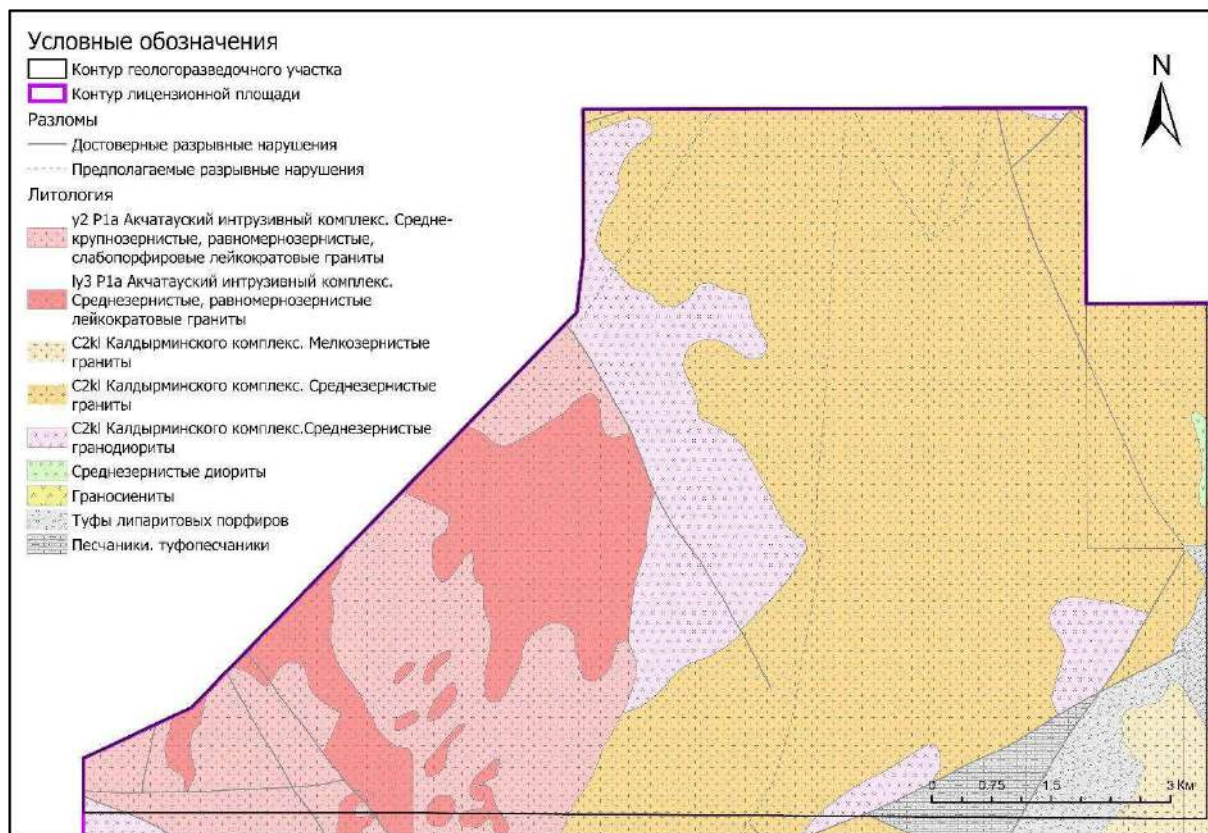 Условные обозначения
Контур геологоразведочного участка
Контур лицензионной площади
Разломы
Достоверные разрывные нарушения
Предполагаемые разрывные нарушения
Литология
y2 P1a Акчатауский интрузивный комплекс. Средне-
крупнозернистые, равномернозернистые,
слабопорфировые лейкократовые граниты
ly3 P1a Акчатауский интрузивный комплекс.
Среднезернистые, равномернозернистые
лейкократовые граниты
C2kl Калдырминского комплекс. Мелкозернистые
граниты
C2kl Калдырминского комплекс. Среднезернистые
граниты
C2kl Калдырминского комплекс.Среднезернистые
гранодиориты
Среднезернистые диориты
Граносиениты
Туфы липаритовых порфиров
Песчаники. туфопесчаники
N
0 0.75 1.5 3 Км